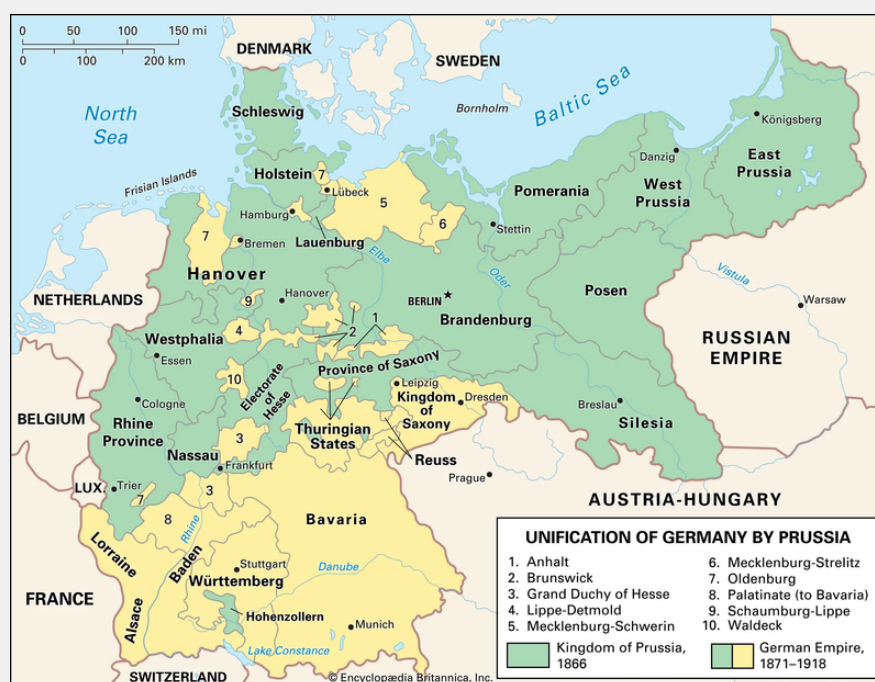 0 50 100 150 mi
0 100 200 km
DENMARK
SWEDEN
North
Sea
Baltic Sea
Bornholm
Schleswig
Königsberg
Danzig
East
Prussia
Frisian Islands
Holstein
7
Lübeck
Pomerania
West
Prussia
5
6
Hamburg
Stettin
7
Bremen
Lauenburg
Elbe
Hanover
Oder
Vistula
NETHERLANDS
9
Hanover
BERLIN
Posen
Warsaw
Brandenburg
1
2
4
Westphalia
RUSSIAN
EMPIRE
Essen
Province of Saxony
10
Electorate
of
Hesse
Leipzig
Kingdom
of
Saxony
Dresden
Cologne
Breslau
BELGIUM
Rhine
Province
Silesia
3
Thuringian
States
Nassau
Frankfurt
Reuss
Prague
LUX.
Trier
7
3
AUSTRIA-HUNGARY
8
Rhine
Bavaria
Lorraine
Baden
Stuttgart
Danube
Württemberg
FRANCE
Alsace
Hohenzollern
Munich
Lake Constance
SWITZERLAND
© Encyclopædia Britannica, Inc.
UNIFICATION OF GERMANY BY PRUSSIA
1. Anhalt
2. Brunswick
3. Grand Duchy of Hesse
4. Lippe-Detmold
5. Mecklenburg-Schwerin
6. Mecklenburg-Strelitz
7. Oldenburg
8. Palatinate (to Bavaria)
9. Schaumburg-Lippe
10. Waldeck
Kingdom of Prussia,
1866
German Empire,
1871–1918